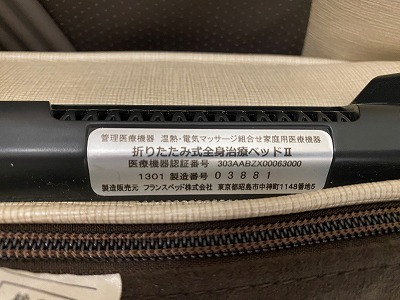 管理医療機器 温熱・電気マッサージ組合せ家庭用医療機器
折りたたみ式全身治療ベッドⅡ
医療機器認証番号 303AABZX00063000
1301 製造番号 03881
製造販売元 フランスベッド株式会社 東京都昭島市中神町1148番地5